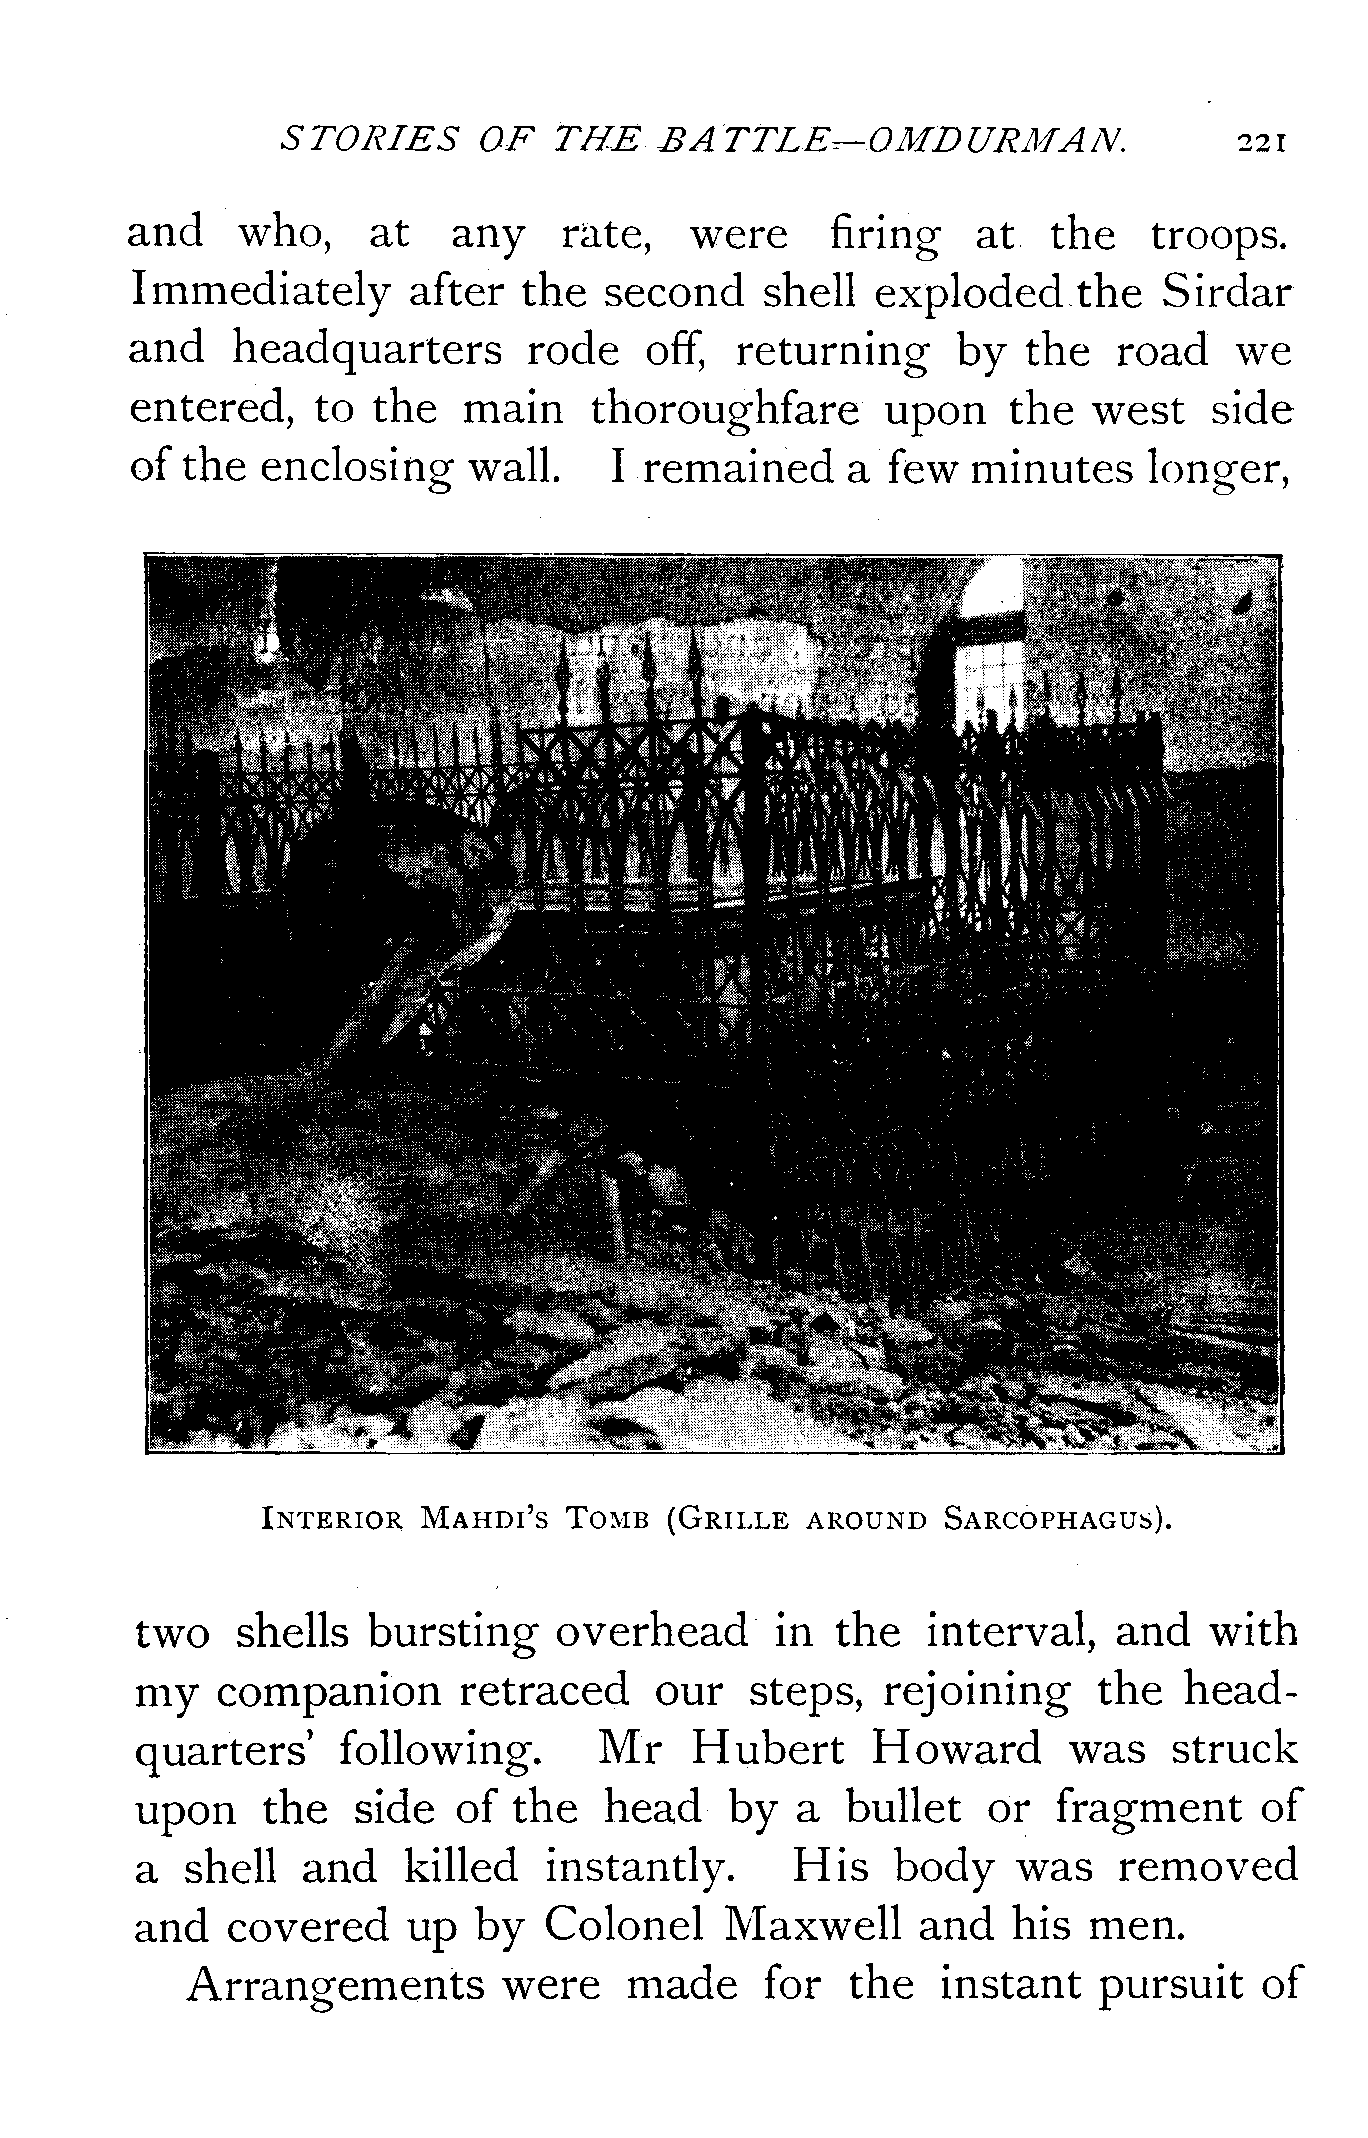 STORIES OF THE BATTLE—OMDURMAN. 221
and who, at any rate, were firing at the troops.
Immediately after the second shell exploded the Sirdar
and headquarters rode off, returning by the road we
entered, to the main thoroughfare upon the west side
of the enclosing wall. I remained a few minutes longer,
INTERIOR MAHDI'S TOMB (GRILLE AROUND SARCOPHAGUS).
two shells bursting overhead in the interval, and with
my companion retraced our steps, rejoining the head-
quarters' following. Mr Hubert Howard was struck
upon the side of the head by a bullet or fragment of
a shell and killed instantly. His body was removed
and covered up by Colonel Maxwell and his men.
Arrangements were made for the instant pursuit of